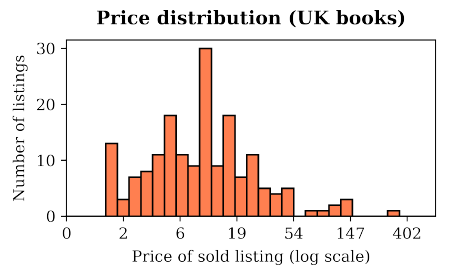 Price distribution (UK books)
Number of listings
30
20
10
0
0 2 6 19 54 147 402
Price of sold listing (log scale)